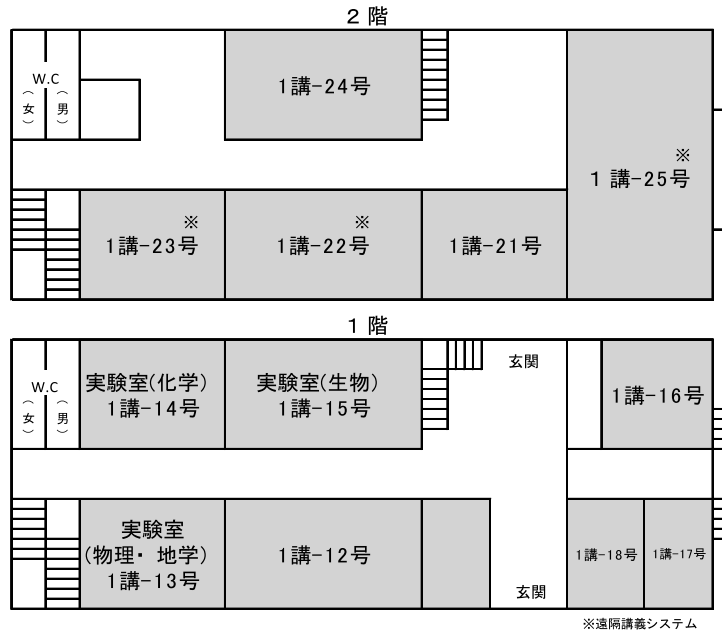 2 階
W.C
(女)
(男)
1講-24号
※
1 講-25号
※
1講-23号
※
1講-22号
1講-21号
1 階
W.C
(女)
(男)
実験室(化学)
1講-14号
実験室(生物)
1講-15号
玄関
1講-16号
実験室
(物理・ 地学)
1講-13号
1講-12号
1講-18号
1講-17号
玄関
※遠隔講義システム